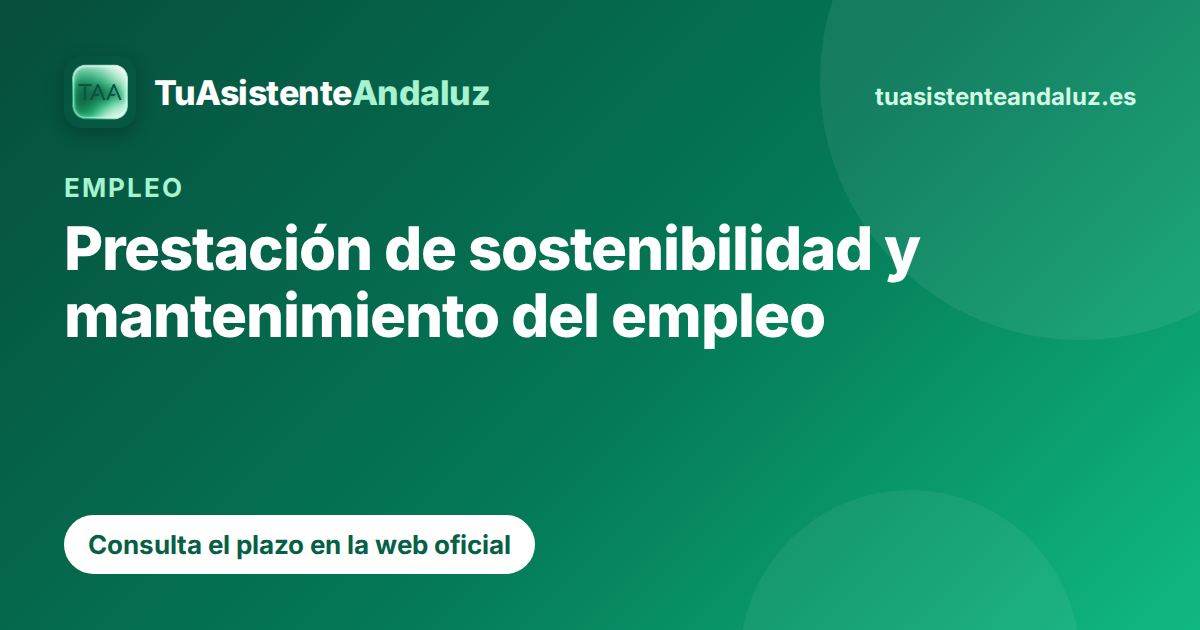 TAA
TuAsistenteAndaluz
tuasistenteandaluz.es
EMPLEO
Prestación de sostenibilidad y
mantenimiento del empleo
Consulta el plazo en la web oficial